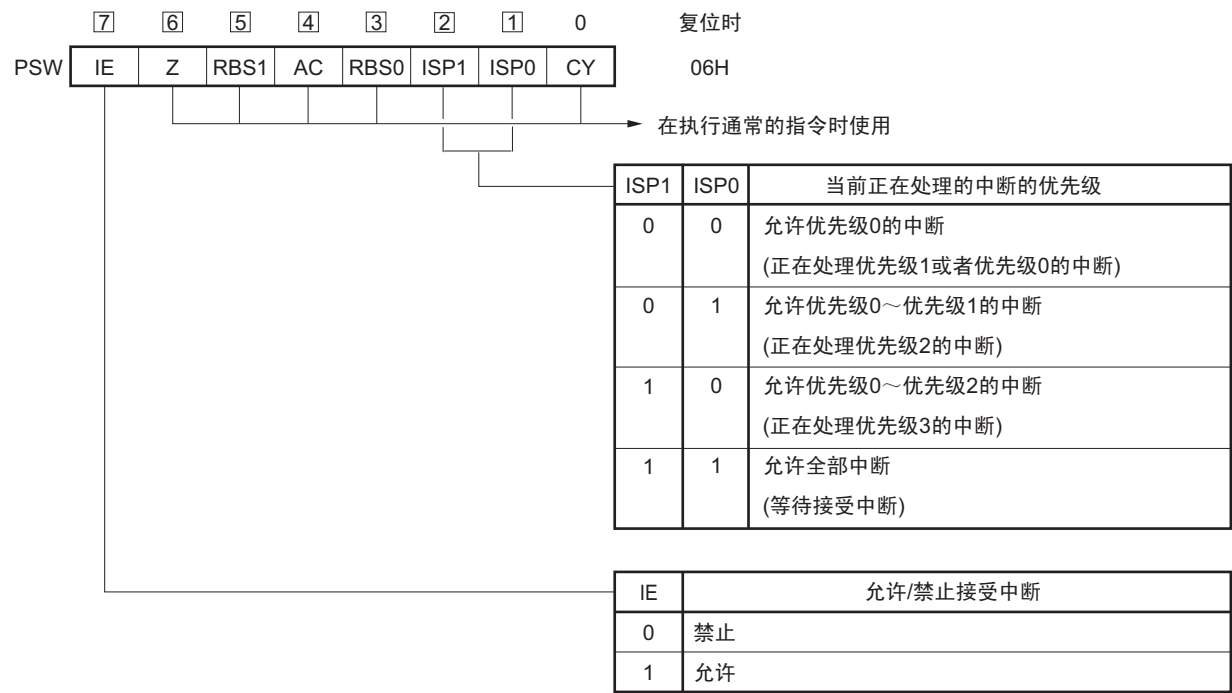 7 6 5 4 3 2 1 0 复位时
PSW IE Z RBS1 AC RBS0 ISP1 ISP0 CY 06H
在执行通常的指令时使用
ISP1 ISP0 当前正在处理的中断的优先级
0 0 允许优先级0的中断
(正在处理优先级1或者优先级0的中断)
0 1 允许优先级0～优先级1的中断
(正在处理优先级2的中断)
1 0 允许优先级0～优先级2的中断
(正在处理优先级3的中断)
1 1 允许全部中断
(等待接受中断)
IE 允许/禁止接受中断
0 禁止
1 允许